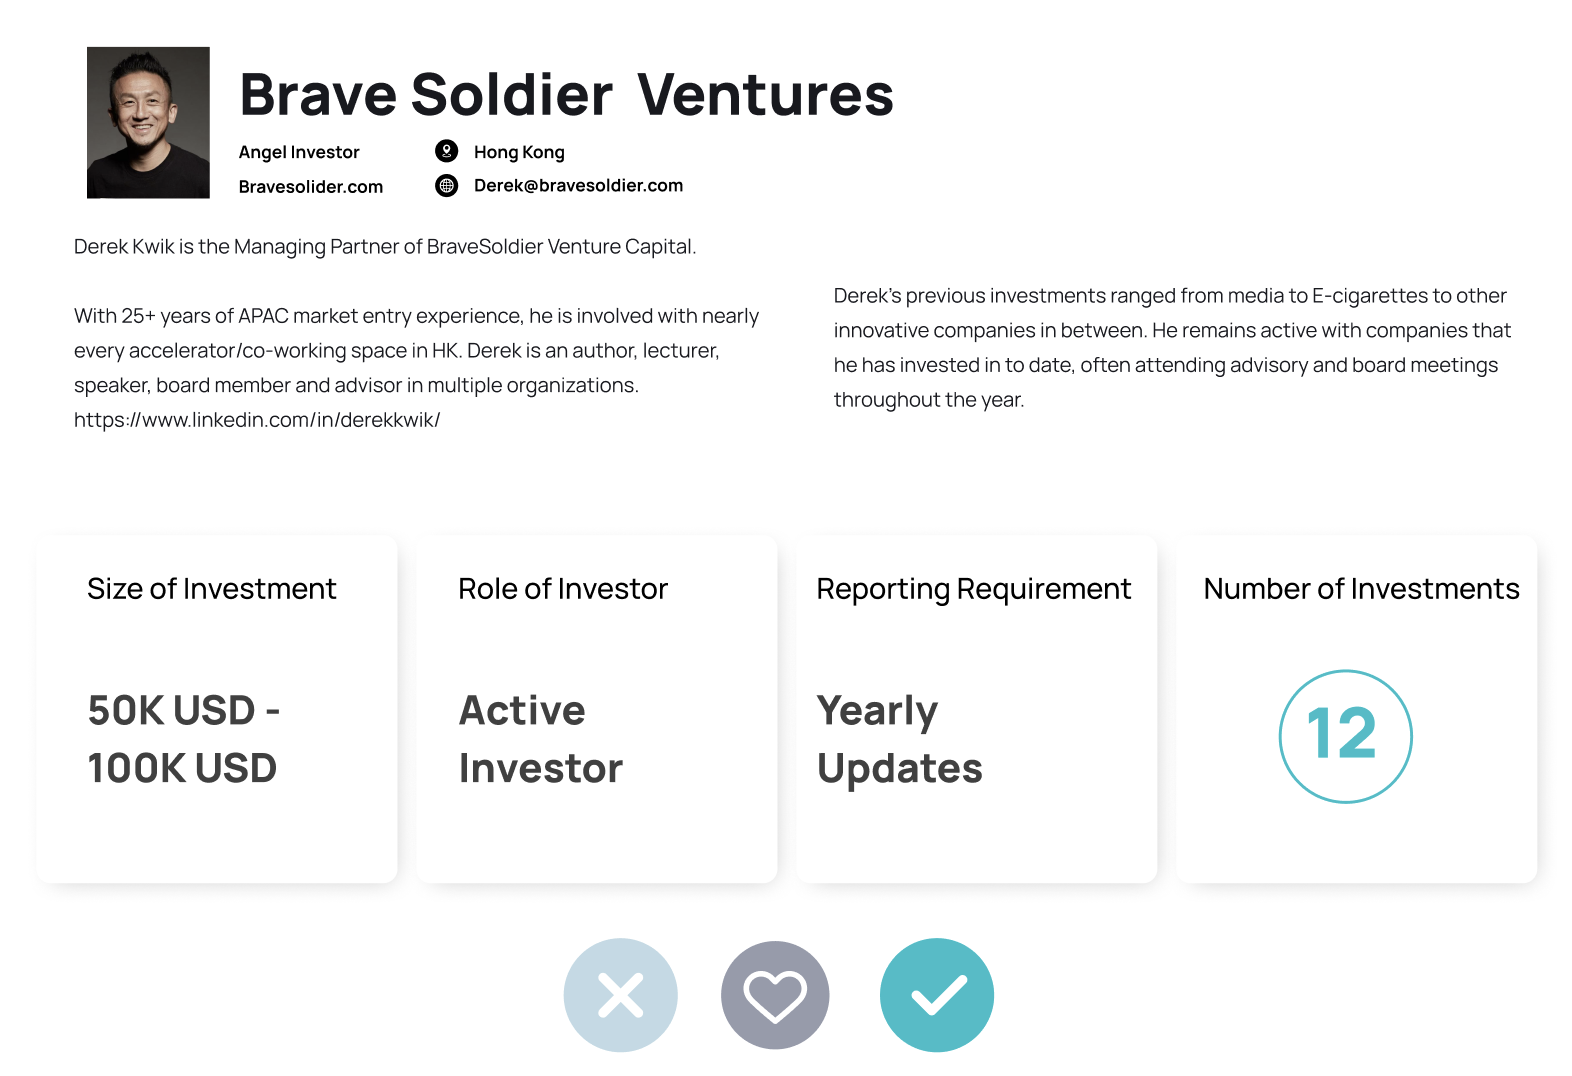 Brave Soldier Ventures
Angel Investor
Hong Kong
Bravesolider.com
Derek@bravesoldier.com
Derek Kwik is the Managing Partner of BraveSoldier Venture Capital.
With 25+ years of APAC market entry experience, he is involved with nearly
every accelerator/co-working space in HK. Derek is an author, lecturer,
speaker, board member and advisor in multiple organizations.
https://www.linkedin.com/in/derekkwik/
Derek's previous investments ranged from media to E-cigarettes to other
innovative companies in between. He remains active with companies that
he has invested in to date, often attending advisory and board meetings
throughout the year.
Size of Investment
50K USD -
100K USD
Role of Investor
Active
Investor
Reporting Requirement
Yearly
Updates
Number of Investments
12